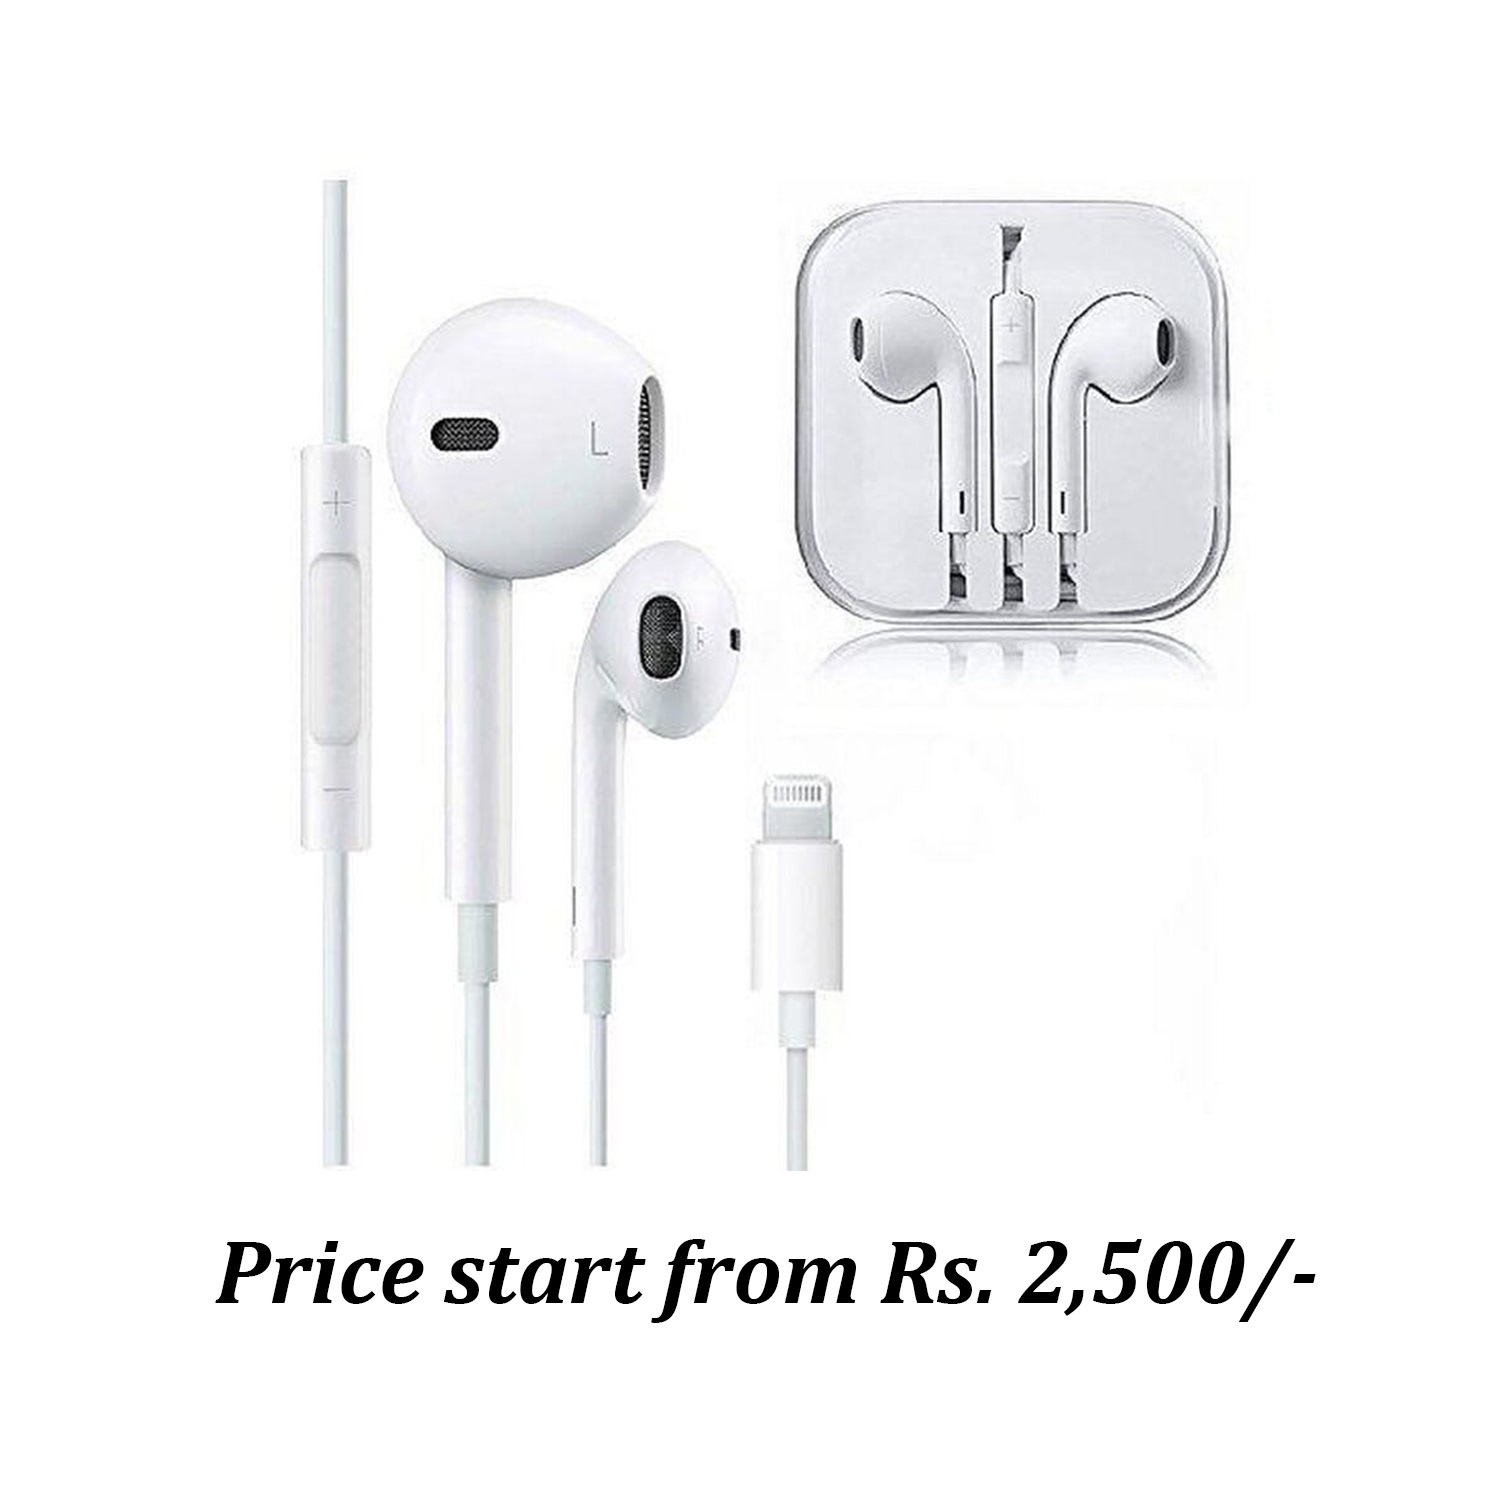 L
+
+
Price start from Rs. 2,500/-